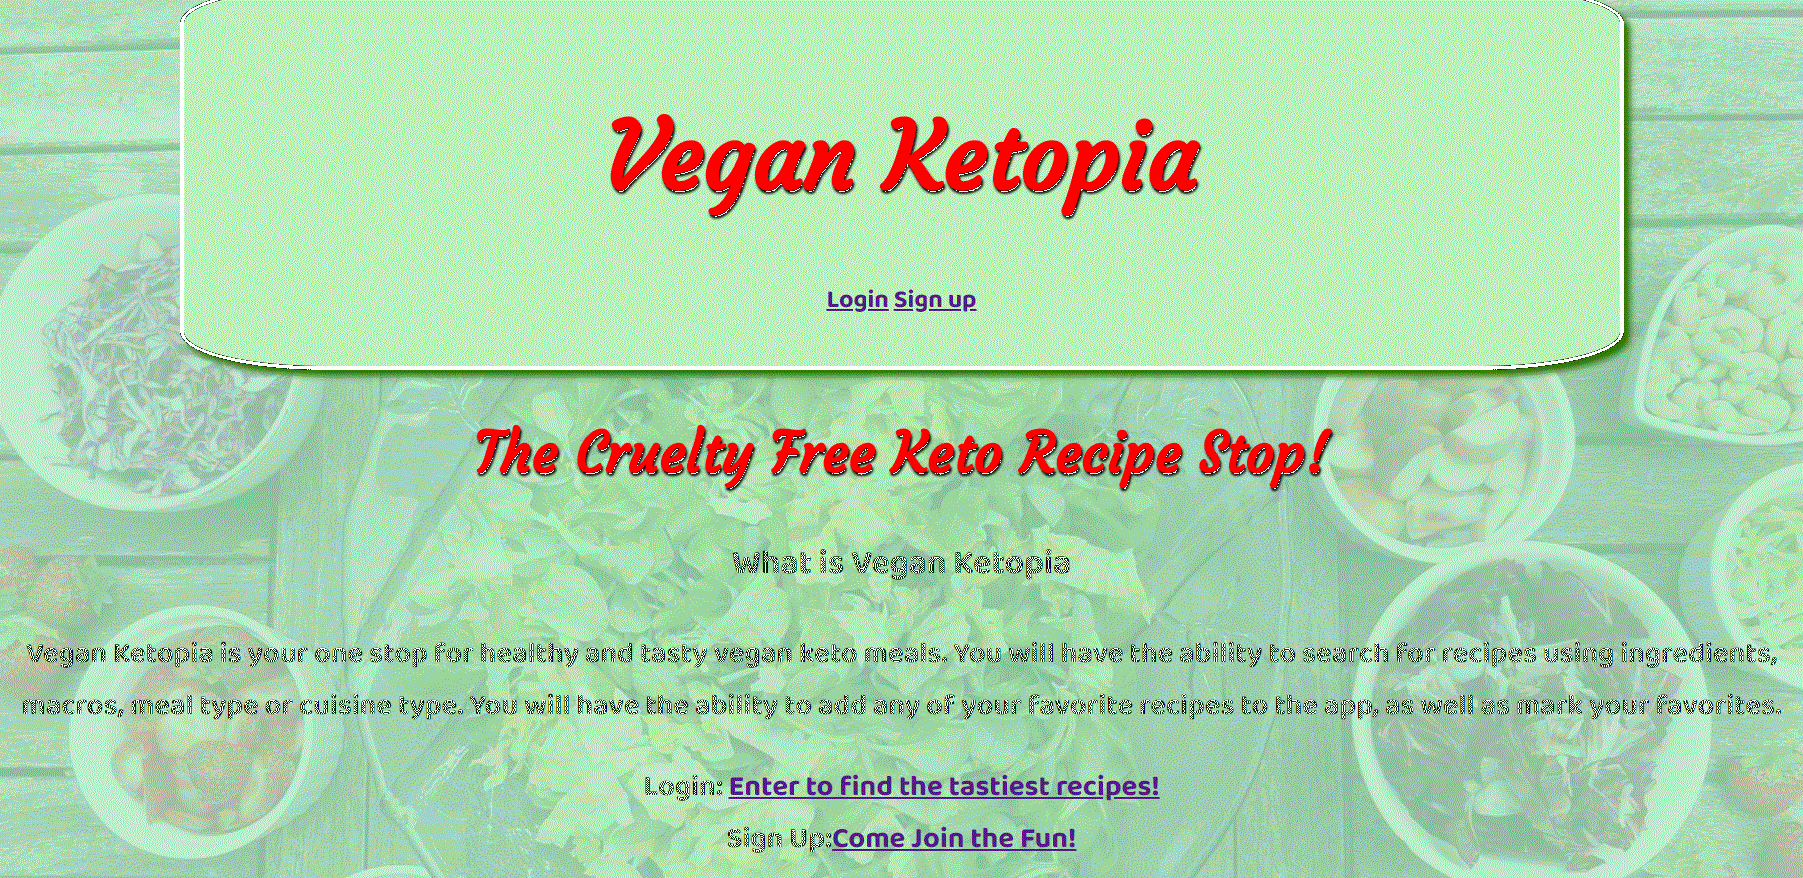 Vegan Ketopia
Login Sign up
The Cruelty Free Keto Recipe Stop!
What is Vegan Ketopia
Vegan Ketopia is your one stop for healthy and tasty vegan keto meals. You will have the ability to search for recipes using ingredients,
macros, meal type or cuisine type. You will have the ability to add any of your favorite recipes to the app, as well as mark your favorites.
Login: Enter to find the tastiest recipes!
Sign Up:Come Join the Fun!